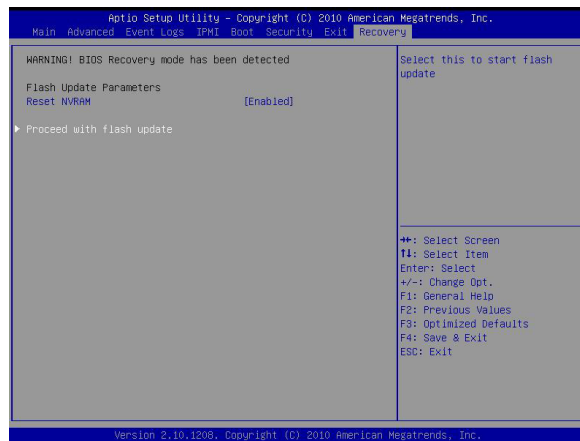 Aptio Setup Utility – Copyright (C) 2010 American Megatrends, Inc.
Main Advanced Event Logs IPMI Boot Security Exit Recovery
WARNING! BIOS Recovery mode has been detected
Flash Update Parameters
Reset NVRAM [Enabled]
▶ Proceed with flash update
Select this to start flash
update
→←: Select Screen
↑↓: Select Item
Enter: Select
+/-: Change Opt.
F1: General Help
F2: Previous Values
F3: Optimized Defaults
F4: Save & Exit
ESC: Exit
Version 2.10.1208. Copyright (C) 2010 American Megatrends, Inc.